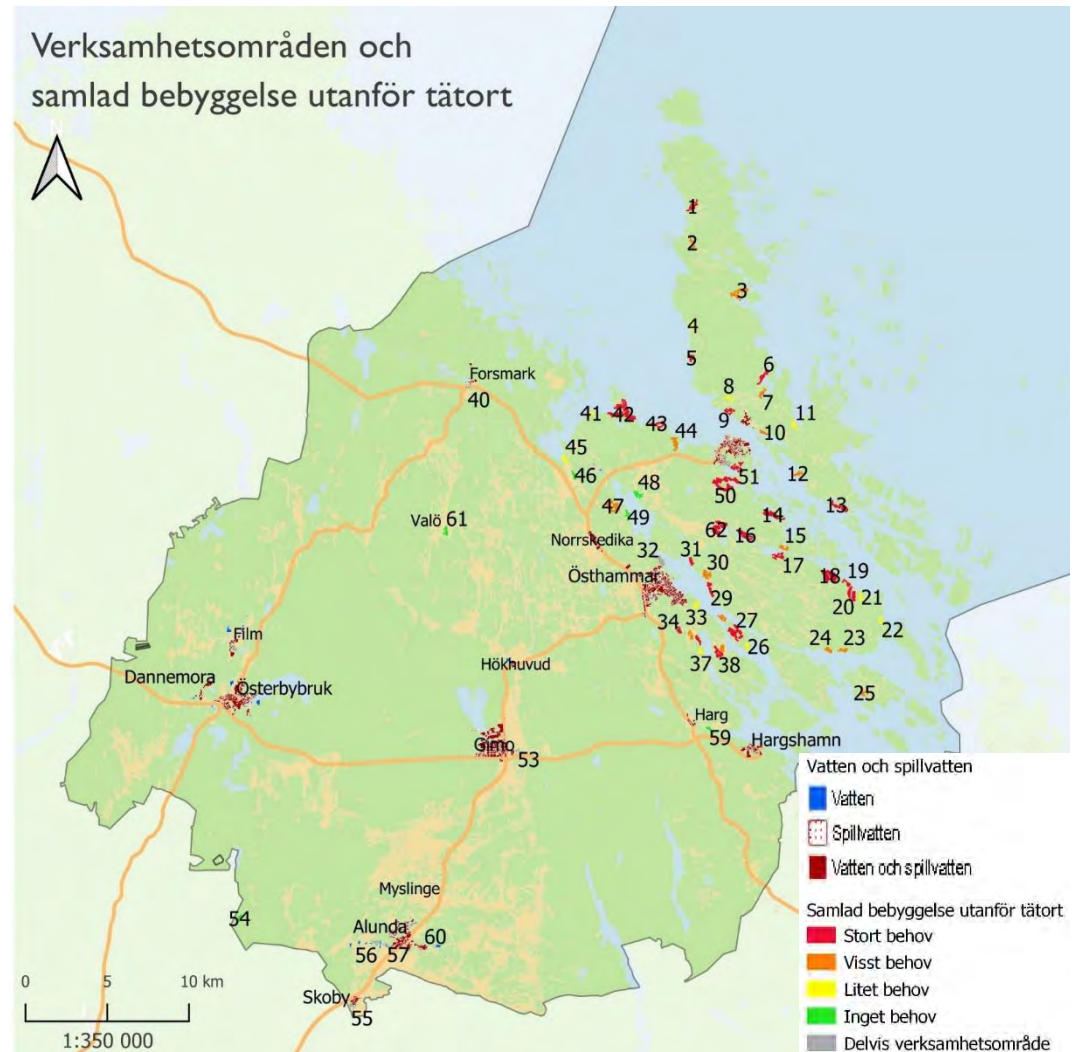 Verksamhetsområden och
samlad bebyggelse utanför tätort
N
1
2
3
4
5
6
7
8
9
10
11
12
13
14
15
16
17
18
19
20
21
22
23
24
25
26
27
29
30
31
32
33
34
37
38
Forsmark
40
41
42
43
44
45
46
47
48
49
50
51
62
Valö 61
Norrskedika
Östhammar
Film
Dannemora
Österbybruk
Hökhuvud
Gimo
53
Harg
59
Hargshamn
54
Myslinge
Alunda
56
57
60
Skoby
55
0 5 10 km
1:350 000
Vatten och spillvatten
Vatten
Spillvatten
Vatten och spillvatten
Samlad bebyggelse utanför tätort
Stort behov
Visst behov
Litet behov
Inget behov
Delvis verksamhetsområde